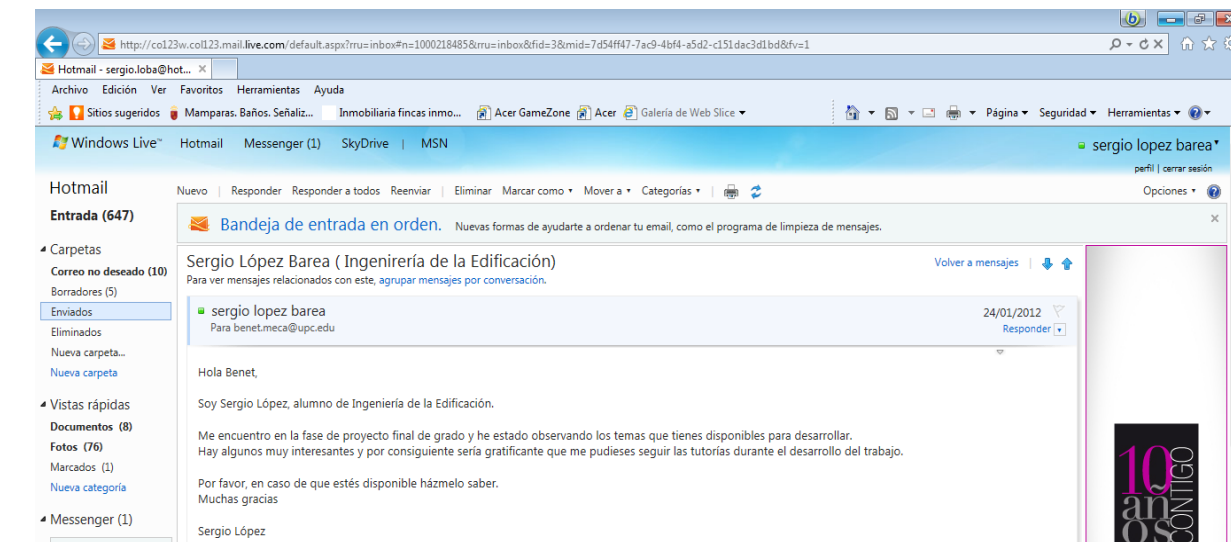 http://co123w.col123.mail.live.com/default.aspx?rru=inbox#n=1000218485&rru=inbox&fid=3&mid=7d54ff47-7ac9-4bf4-a5d2-c151dac3d1bd&fv=1
Hotmail - sergio.loba@hot...
Archivo Edición Ver Favoritos Herramientas Ayuda
Sitios sugeridos Mamparas. Baños. Señaliz... Inmobiliaria fincas inmo... Acer GameZone Acer Galería de Web Slice Página Seguridad Herramientas
Windows Live™ Hotmail Messenger (1) SkyDrive | MSN sergio lopez barea
perfil | cerrar sesión
Hotmail Nuevo | Responder Responder a todos Reenviar | Eliminar Marcar como Mover a Categorías | Opciones
Entrada (647)
Bandeja de entrada en orden. Nuevas formas de ayudarte a ordenar tu email, como el programa de limpieza de mensajes.
Carpetas
Correo no deseado (10)
Borradores (5)
Enviados
Eliminados
Nueva carpeta...
Nueva carpeta
Vistas rápidas
Documentos (8)
Fotos (76)
Marcados (1)
Nueva categoría
Messenger (1)
Sergio López Barea ( Ingenirería de la Edificación) Volver a mensajes |
Para ver mensajes relacionados con este, agrupar mensajes por conversación.
sergio lopez barea 24/01/2012
Para benet.meca@upc.edu Responder
Hola Benet,
Soy Sergio López, alumno de Ingeniería de la Edificación.
Me encuentro en la fase de proyecto final de grado y he estado observando los temas que tienes disponibles para desarrollar.
Hay algunos muy interesantes y por consiguiente sería gratificante que me pudieses seguir las tutorías durante el desarrollo del trabajo.
Por favor, en caso de que estés disponible házmelo saber.
Muchas gracias
Sergio López
10
años
CONTIGO